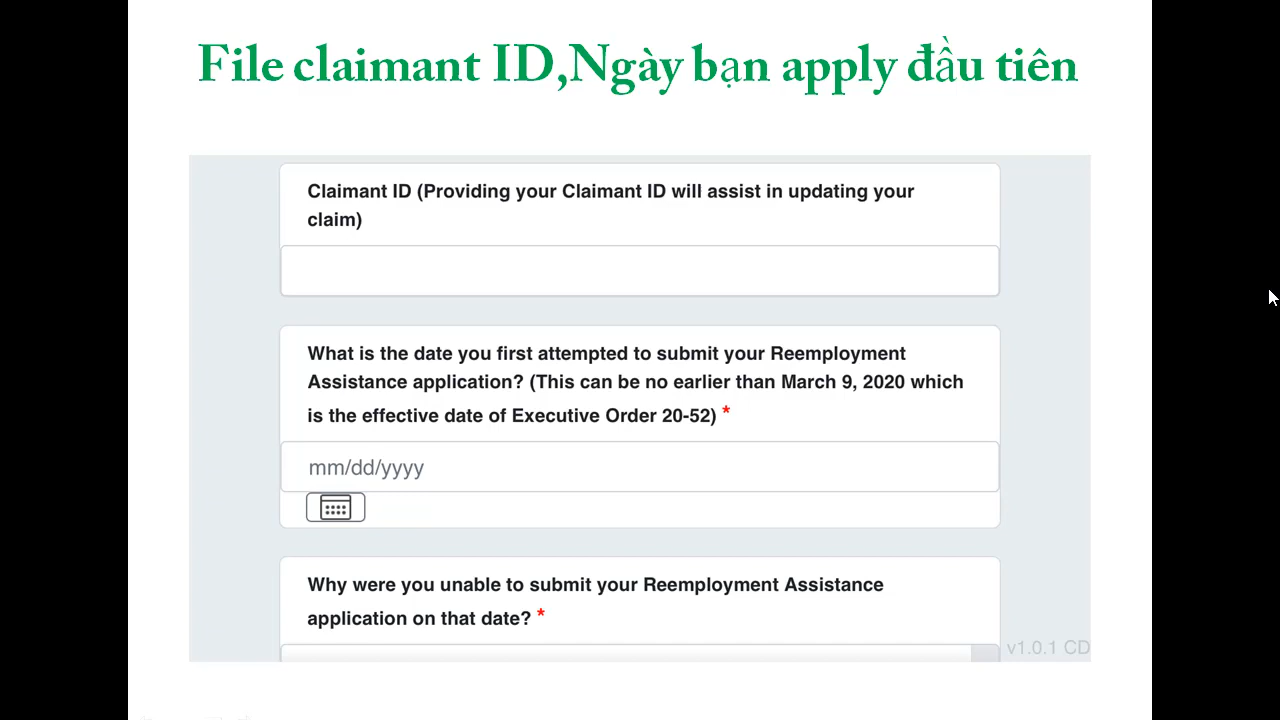 File claimant ID,Ngày bạn apply đầu tiên
Claimant ID (Providing your Claimant ID will assist in updating your
claim)
What is the date you first attempted to submit your Reemployment
Assistance application? (This can be no earlier than March 9, 2020 which
is the effective date of Executive Order 20-52) *
mm/dd/yyyy
Why were you unable to submit your Reemployment Assistance
application on that date? *
v1.0.1 CD